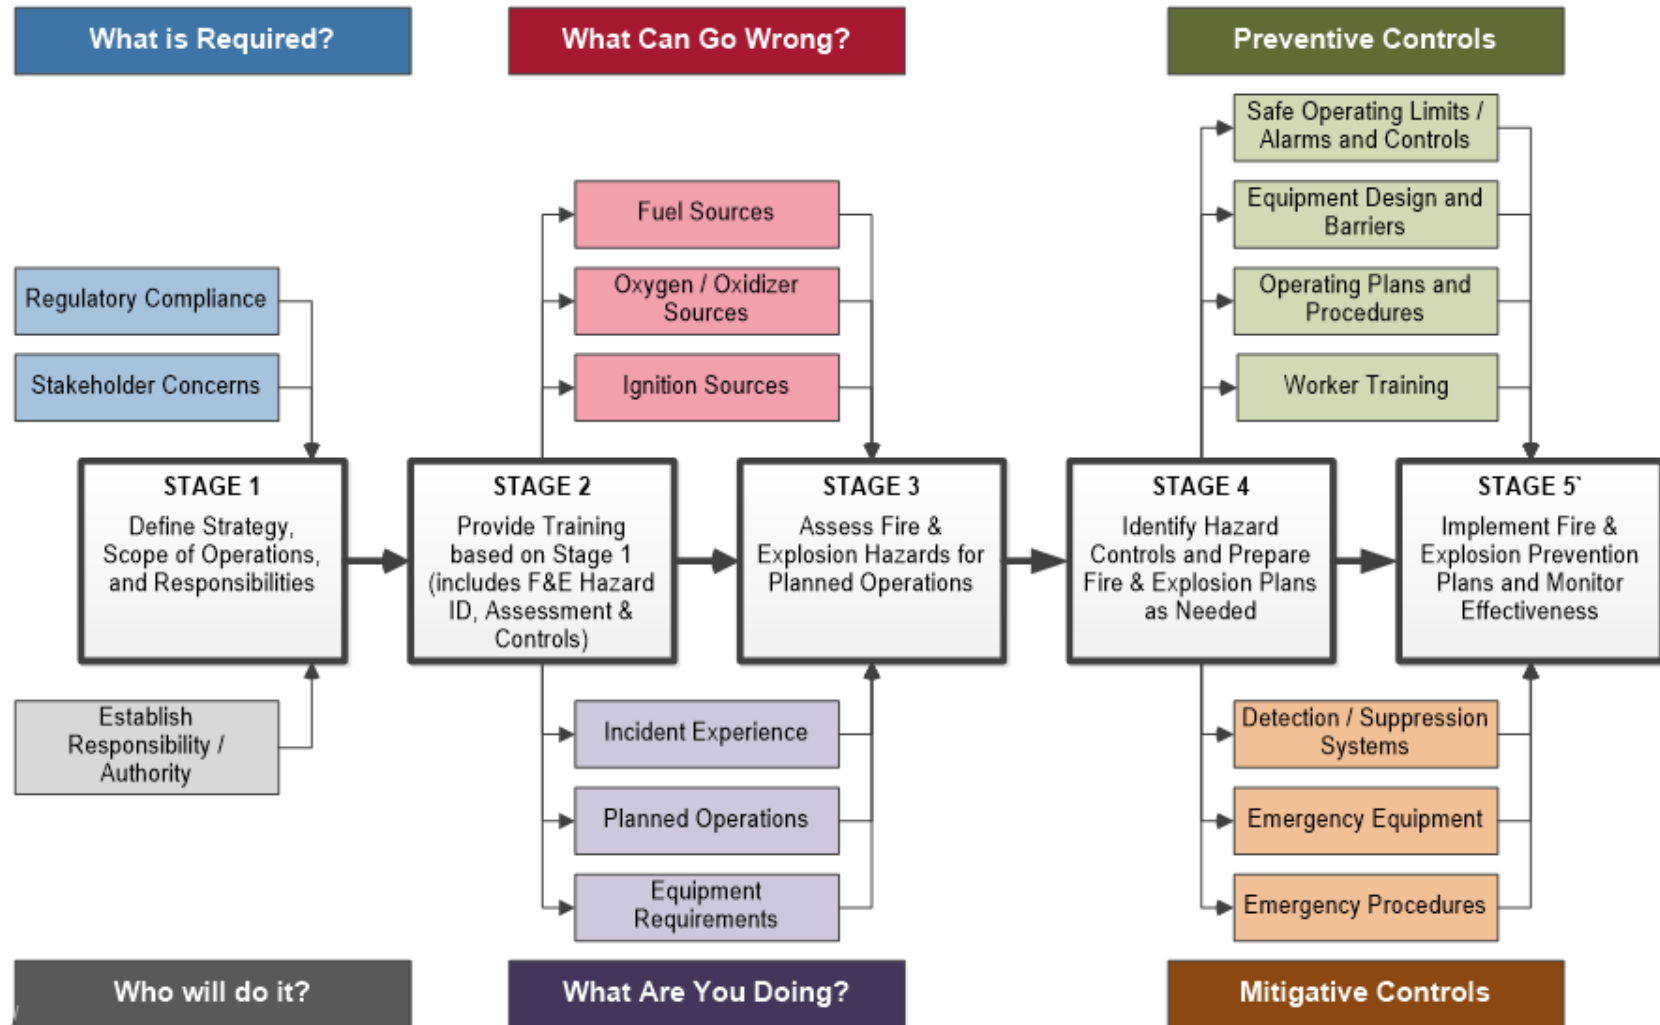 What is Required?
What Can Go Wrong?
Preventive Controls
Safe Operating Limits /
Alarms and Controls
Fuel Sources
Equipment Design and
Barriers
Regulatory Compliance
Oxygen / Oxidizer
Sources
Operating Plans and
Procedures
Stakeholder Concerns
Ignition Sources
Worker Training
STAGE 1
Define Strategy,
Scope of Operations,
and Responsibilities
STAGE 2
Provide Training
based on Stage 1
(includes F&E Hazard
ID, Assessment &
Controls)
STAGE 3
Assess Fire &
Explosion Hazards for
Planned Operations
STAGE 4
Identify Hazard
Controls and Prepare
Fire & Explosion Plans
as Needed
STAGE 5`
Implement Fire &
Explosion Prevention
Plans and Monitor
Effectiveness
Establish
Responsibility /
Authority
Incident Experience
Detection / Suppression
Systems
Planned Operations
Emergency Equipment
Equipment
Requirements
Emergency Procedures
Who will do it?
What Are You Doing?
Mitigative Controls